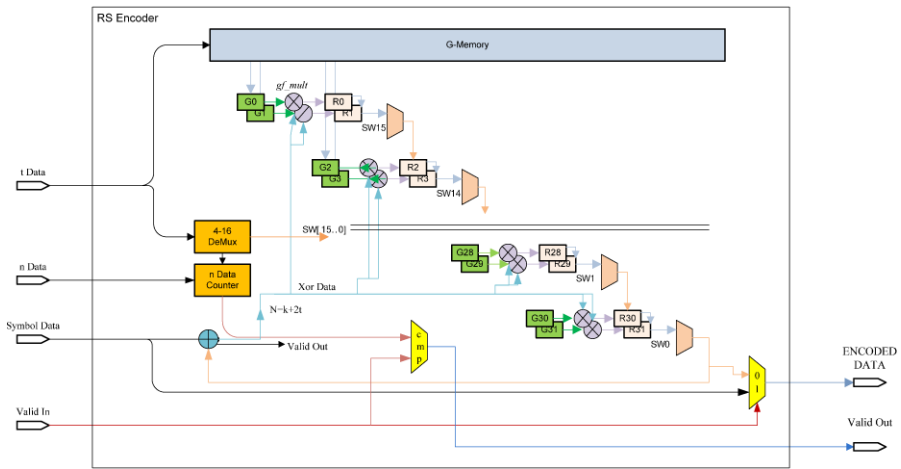 RS Encoder
G-Memory
gf_mult
G0
G1
R0
R1
SW15
t Data
G2
G3
R2
R3
SW14
4-16
DeMux
SW[15..0]
n Data
n Data
Counter
G28
G29
R28
R29
SW1
Xor Data
N-k+2t
G30
G31
R30
R31
SW0
Symbol Data
Valid Out
c
m
p
0
1
ENCODED
DATA
Valid In
Valid Out